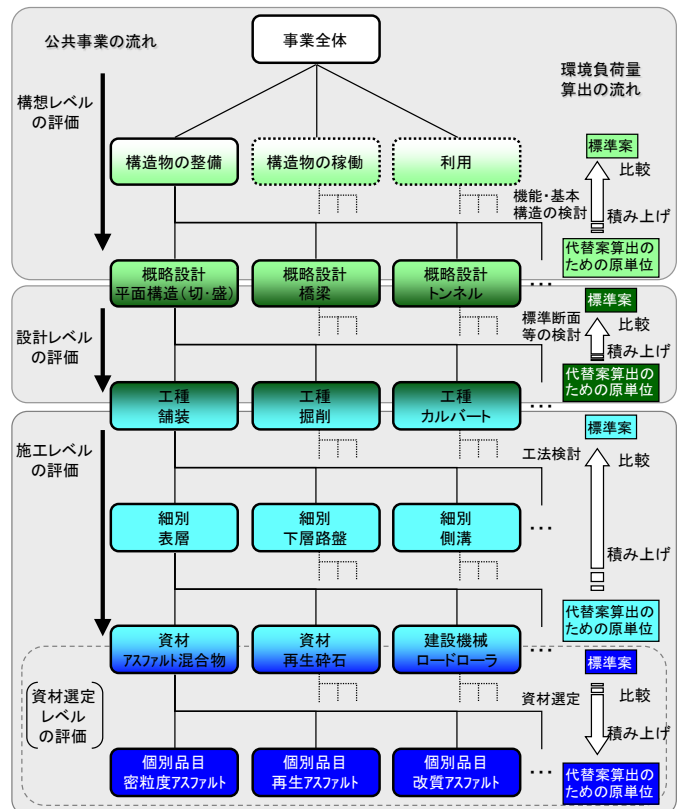 公共事業の流れ
事業全体
環境負荷量
算出の流れ
構想レベル
の評価
構造物の整備
構造物の稼働
利用
標準案
比較
機能・基本
構造の検討
積み上げ
代替案算出の
ための原単位
概略設計
平面構造(切・盛)
概略設計
橋梁
概略設計
トンネル
…
設計レベル
の評価
標準断面
等の検討
標準案
比較
積み上げ
代替案算出の
ための原単位
工種
舗装
工種
掘削
工種
カルバート
…
施工レベル
の評価
標準案
工法検討
比較
積み上げ
細別
表層
細別
下層路盤
細別
側溝
…
代替案算出の
ための原単位
資材
アスファルト混合物
資材
再生砕石
建設機械
ロードローラ
…
標準案
資材選定
レベル
の評価
資材選定
比較
積み上げ
個別品目
密粒度アスファルト
個別品目
再生アスファルト
個別品目
改質アスファルト
…
代替案算出の
ための原単位